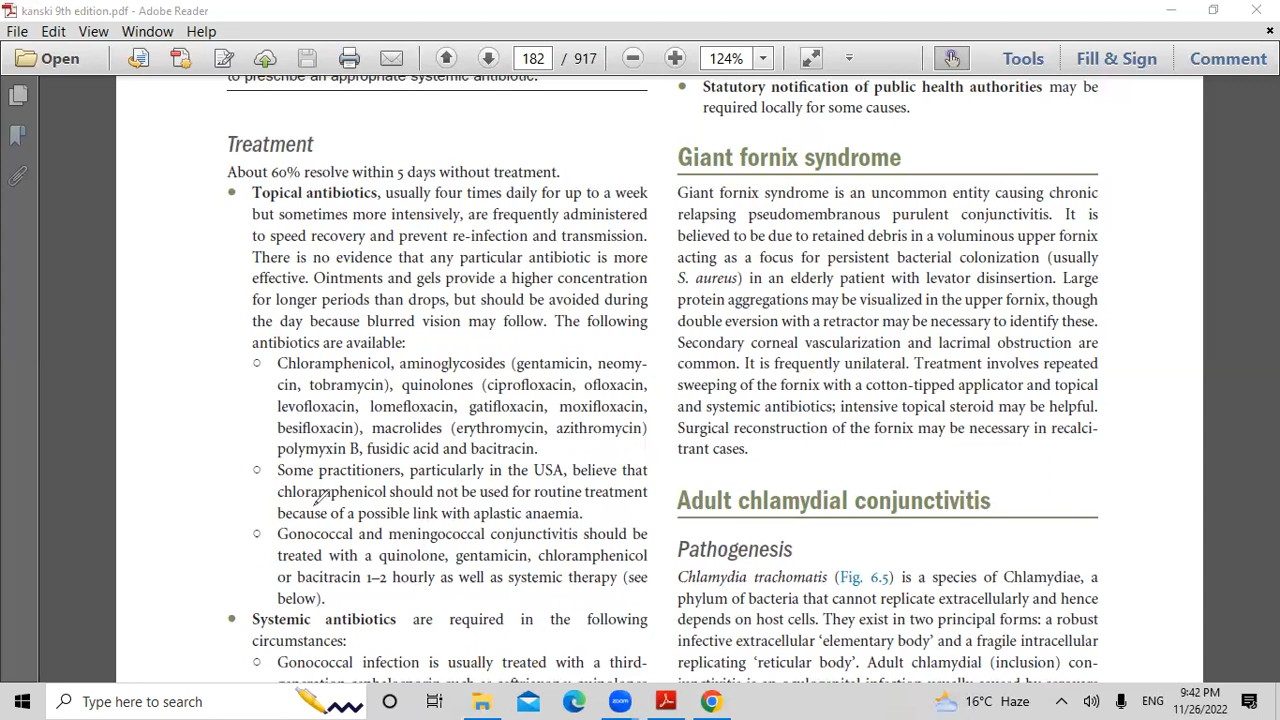 kanski 9th edition.pdf - Adobe Reader
File Edit View Window Help
Open 182 / 917 124% Tools Fill & Sign Comment
to prescribe an appropriate systemic antibiotic.
Treatment
About 60% resolve within 5 days without treatment.
Topical antibiotics, usually four times daily for up to a week
but sometimes more intensively, are frequently administered
to speed recovery and prevent re-infection and transmission.
There is no evidence that any particular antibiotic is more
effective. Ointments and gels provide a higher concentration
for longer periods than drops, but should be avoided during
the day because blurred vision may follow. The following
antibiotics are available:
Chloramphenicol, aminoglycosides (gentamicin, neomy-
cin, tobramycin), quinolones (ciprofloxacin, ofloxacin,
levofloxacin, lomefloxacin, gatifloxacin, moxifloxacin,
besifloxacin), macrolides (erythromycin, azithromycin)
polymyxin B, fusidic acid and bacitracin.
Some practitioners, particularly in the USA, believe that
chloramphenicol should not be used for routine treatment
because of a possible link with aplastic anaemia.
Gonococcal and meningococcal conjunctivitis should be
treated with a quinolone, gentamicin, chloramphenicol
or bacitracin 1–2 hourly as well as systemic therapy (see
below).
Systemic antibiotics are required in the following
circumstances:
Gonococcal infection is usually treated with a third-
Statutory notification of public health authorities may be
required locally for some causes.
Giant fornix syndrome
Giant fornix syndrome is an uncommon entity causing chronic
relapsing pseudomembranous purulent conjunctivitis. It is
believed to be due to retained debris in a voluminous upper fornix
acting as a focus for persistent bacterial colonization (usually
S. aureus) in an elderly patient with levator disinsertion. Large
protein aggregations may be visualized in the upper fornix, though
double eversion with a retractor may be necessary to identify these.
Secondary corneal vascularization and lacrimal obstruction are
common. It is frequently unilateral. Treatment involves repeated
sweeping of the fornix with a cotton-tipped applicator and topical
and systemic antibiotics; intensive topical steroid may be helpful.
Surgical reconstruction of the fornix may be necessary in recalci-
trant cases.
Adult chlamydial conjunctivitis
Pathogenesis
Chlamydia trachomatis (Fig. 6.5) is a species of Chlamydiae, a
phylum of bacteria that cannot replicate extracellularly and hence
depends on host cells. They exist in two principal forms: a robust
infective extracellular ‘elementary body’ and a fragile intracellular
replicating ‘reticular body’. Adult chlamydial (inclusion) con-
Type here to search
zoom
16°C Haze
ENG
9:42 PM
11/26/2022